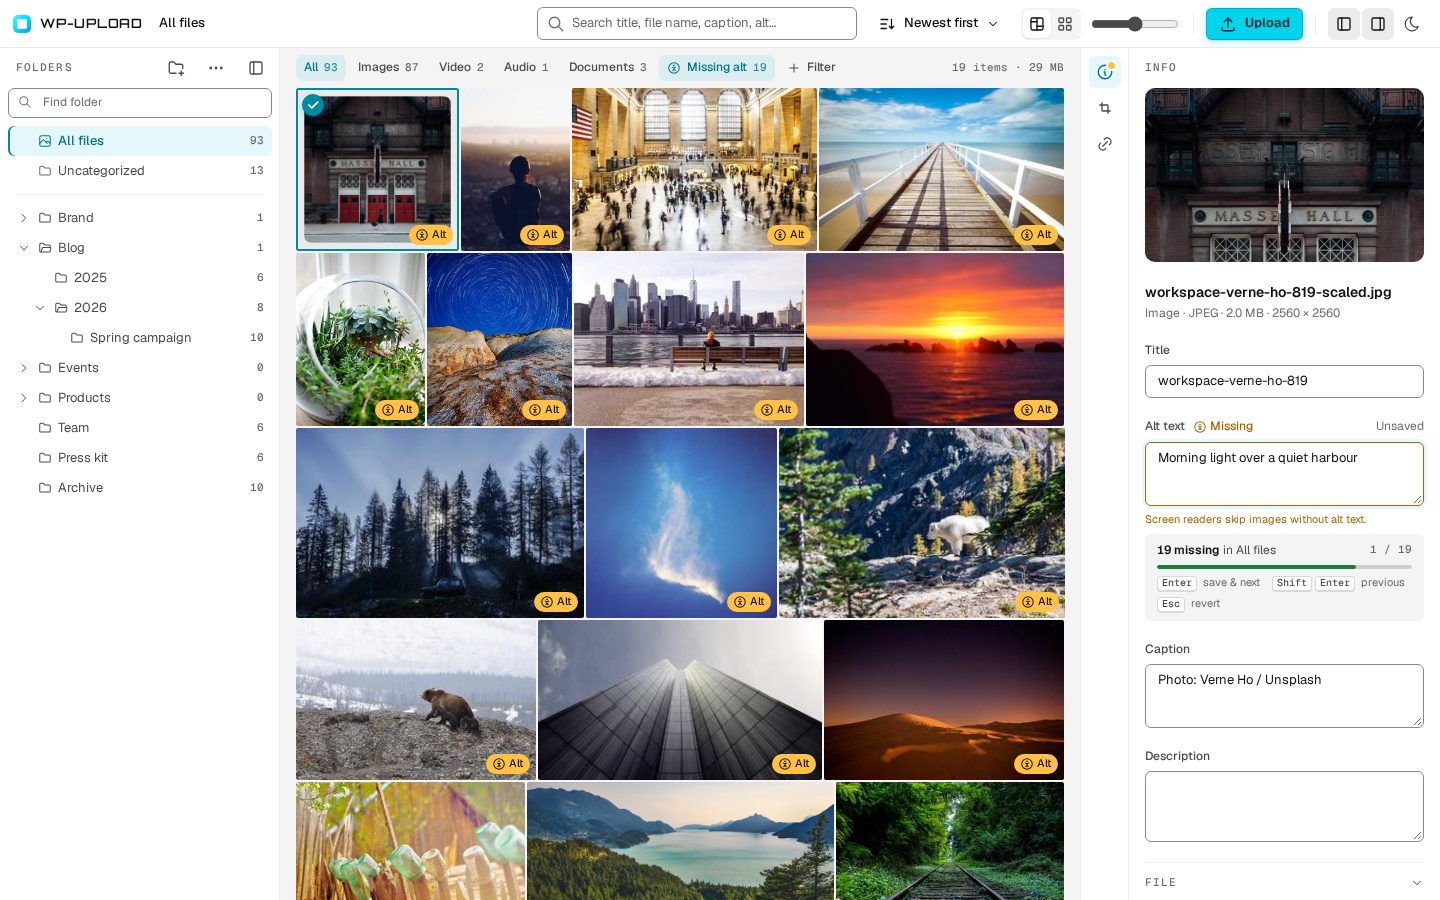 WP-UPLOAD All files
Search title, file name, caption, alt...
Newest first
Upload
FOLDERS
Find folder
All files 93
Uncategorized 13
Brand 1
Blog 1
2025 6
2026 8
Spring campaign 10
Events 0
Products 0
Team 6
Press kit 6
Archive 10
All 93 Images 87 Video 2 Audio 1 Documents 3 Missing alt 19 Filter 19 items · 29 MB
MASSEY HALL
Alt Alt Alt Alt
Alt Alt Alt Alt
Alt Alt Alt
Alt Alt Alt
INFO
MASSEY HALL
workspace-verne-ho-819-scaled.jpg
Image · JPEG · 2.0 MB · 2560 × 2560
Title
workspace-verne-ho-819
Alt text Missing Unsaved
Morning light over a quiet harbour
Screen readers skip images without alt text.
19 missing in All files 1 / 19
Enter save & next Shift Enter previous
Esc revert
Caption
Photo: Verne Ho / Unsplash
Description
FILE